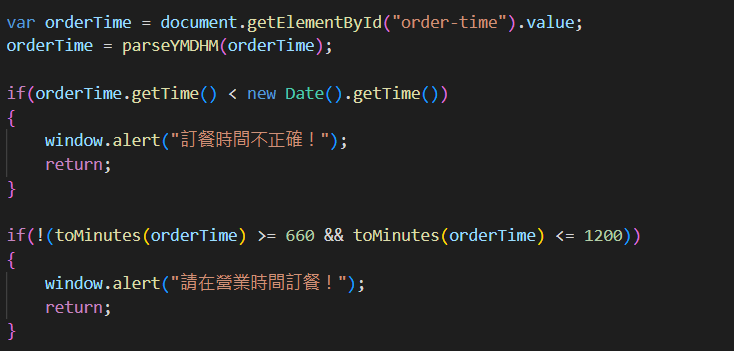 var orderTime = document.getElementById("order-time").value;
orderTime = parseYMDHM(orderTime);
if(orderTime.getTime() < new Date().getTime())
{
window.alert("訂餐時間不正確！");
return;
}
if(!(toMinutes(orderTime) >= 660 && toMinutes(orderTime) <= 1200))
{
window.alert("請在營業時間訂餐！");
return;
}